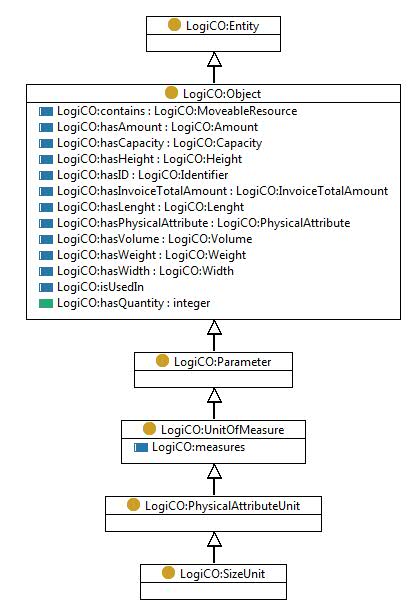 LogiCO:Entity
LogiCO:Object
LogiCO:contains : LogiCO:MoveableResource
LogiCO:hasAmount : LogiCO:Amount
LogiCO:hasCapacity : LogiCO:Capacity
LogiCO:hasHeight : LogiCO:Height
LogiCO:hasID : LogiCO:Identifier
LogiCO:hasInvoiceTotalAmount : LogiCO:InvoiceTotalAmount
LogiCO:hasLenght : LogiCO:Lenght
LogiCO:hasPhysicalAttribute : LogiCO:PhysicalAttribute
LogiCO:hasVolume : LogiCO:Volume
LogiCO:hasWeight : LogiCO:Weight
LogiCO:hasWidth : LogiCO:Width
LogiCO:isUsedIn
LogiCO:hasQuantity : integer
LogiCO:Parameter
LogiCO:UnitOfMeasure
LogiCO:measures
LogiCO:PhysicalAttributeUnit
LogiCO:SizeUnit